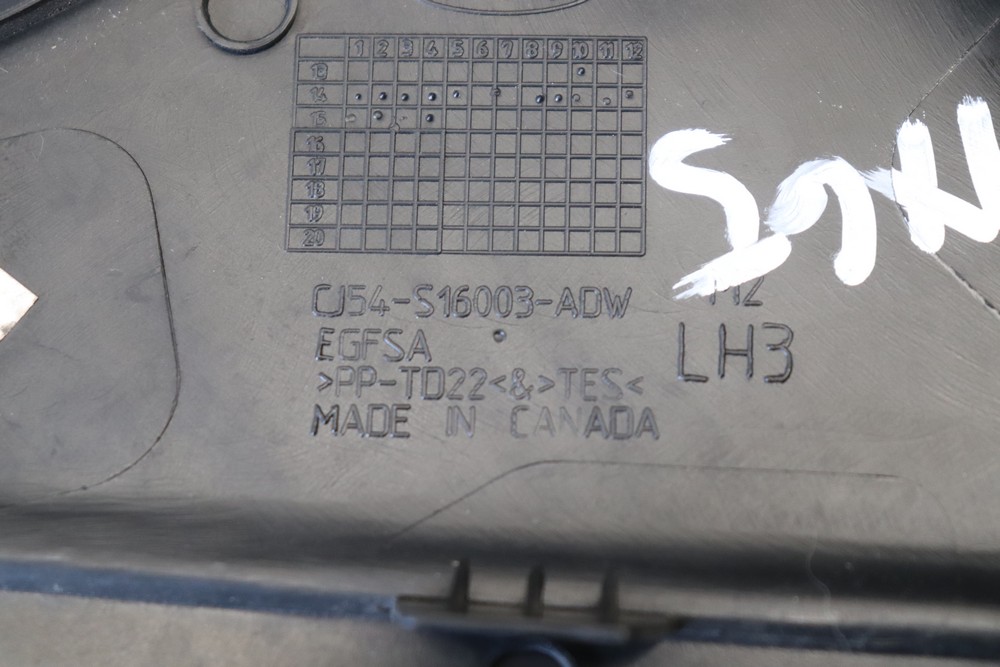 1 2 3 4 5 6 7 8 9 10 11 12
13
14
15
16
17
18
19
20
CJ54-S16003-ADW
EGFSA
>PP-TD22<&>TES<
MADE IN CANADA
LH3